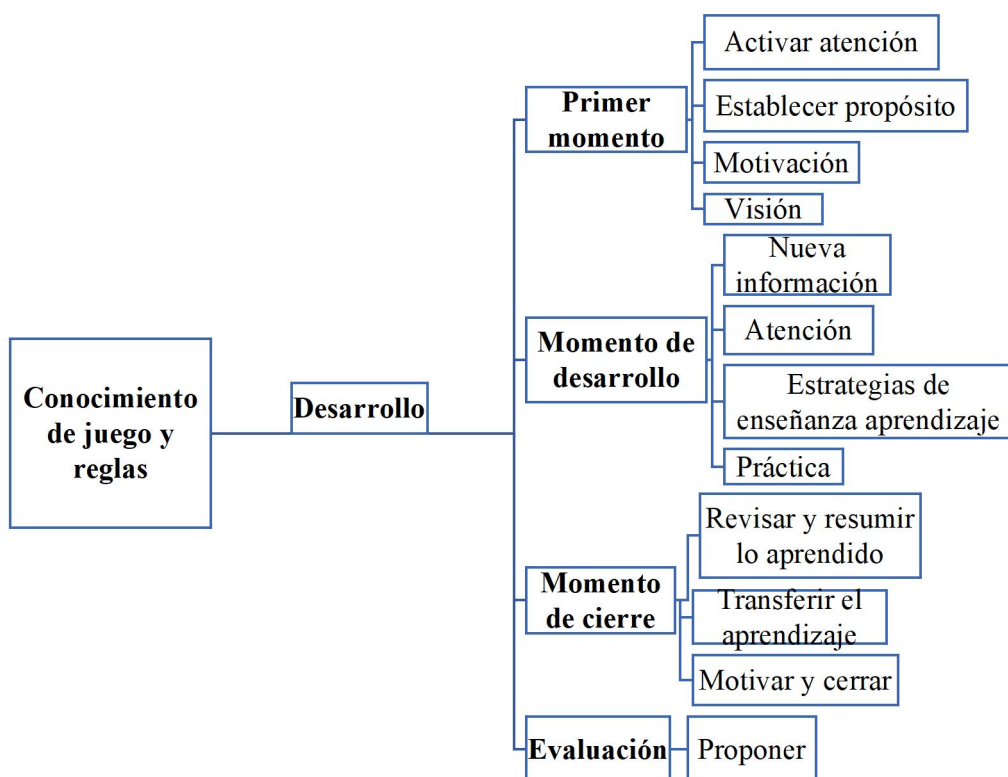 Conocimiento
de juego y
reglas
Desarrollo
Primer
momento
Activar atención
Establecer propósito
Motivación
Visión
Momento de
desarrollo
Nueva
información
Atención
Estrategias de
enseñanza aprendizaje
Práctica
Momento
de cierre
Revisar y resumir
lo aprendido
Transferir el
aprendizaje
Motivar y cerrar
Evaluación
Proponer